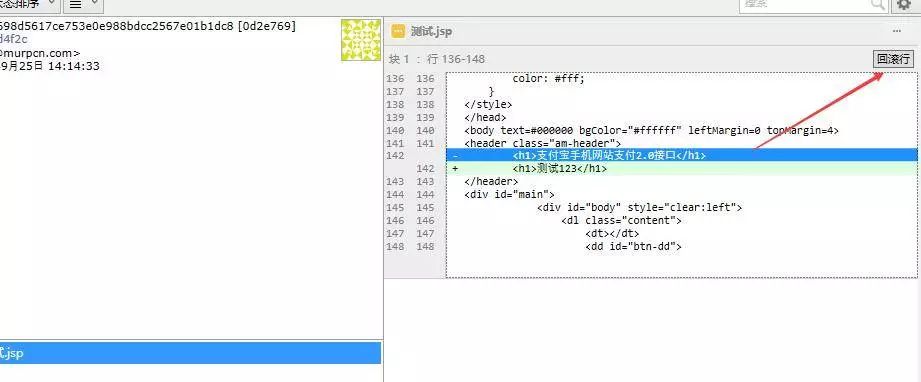 态排序
搜索
698d5617ce753e0e988bdcc2567e01b1dc8 [0d2e769]
d4f2c
@murpcn.com>
9月25日 14:14:33
测试.jsp
块 1 : 行 136-148
回滚行
136 136 color: #fff;
137 137 }
138 138 </style>
139 139 </head>
140 140 <body text=#000000 bgColor="#ffffff" leftMargin=0 topMargin=4>
141 141 <header class="am-header">
142 - <h1>支付宝手机网站支付2.0接口</h1>
142 + <h1>测试123</h1>
143 143 </header>
144 144 <div id="main">
145 145 <div id="body" style="clear:left">
146 146 <dl class="content">
147 147 <dt></dt>
148 148 <dd id="btn-dd">
试.jsp